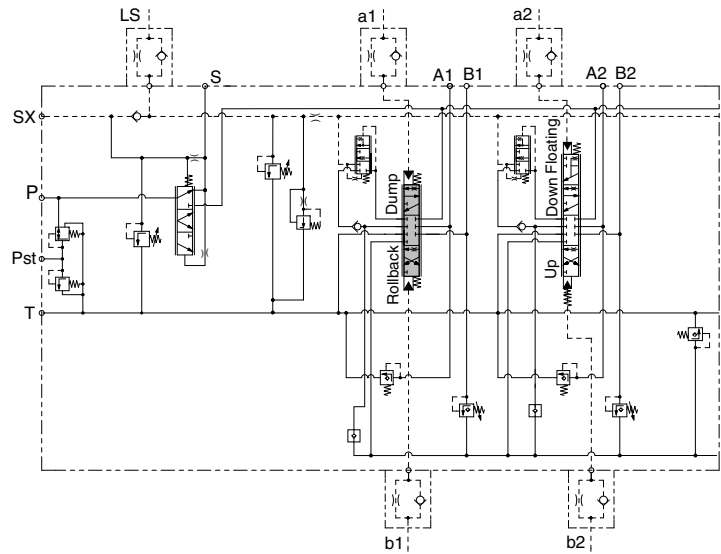 LS
a1
a2
S
A1
B1
A2
B2
SX
P
Pst
T
Dump
Rollback
Down Floating
Up
b1
b2